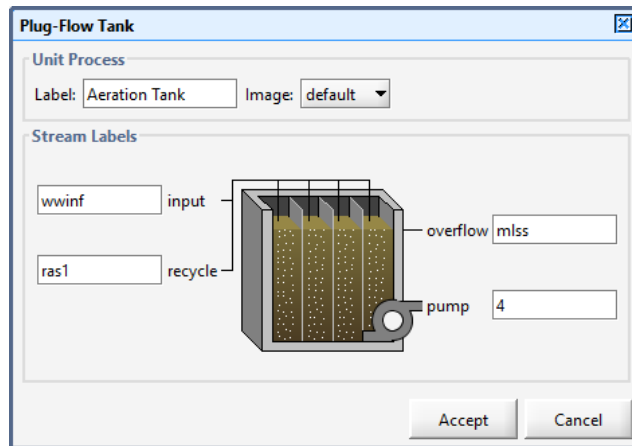 Plug-Flow Tank
Unit Process
Label: Aeration Tank Image: default
Stream Labels
wwinf input
overflow mlss
ras1 recycle
pump 4
Accept Cancel